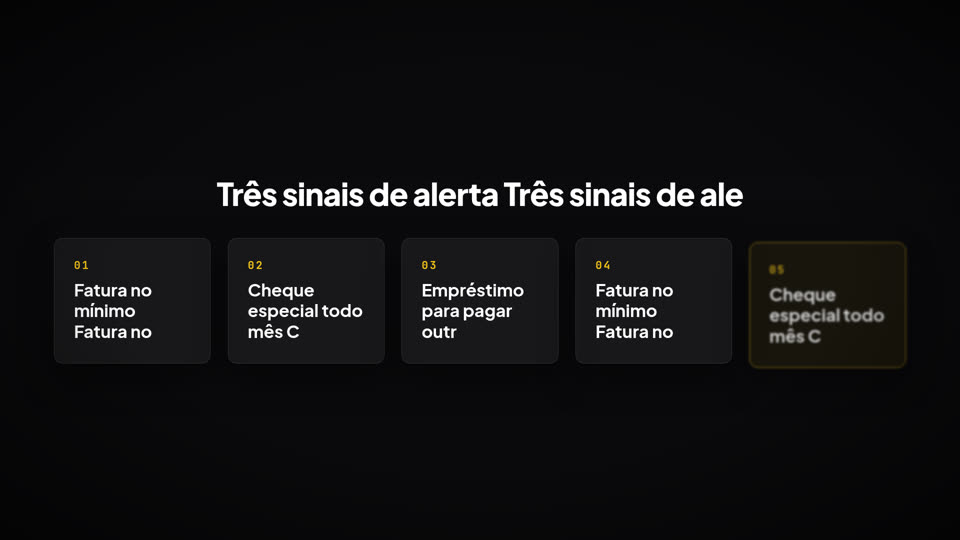 Três sinais de alerta Três sinais de ale
01
Fatura no
mínimo
Fatura no
02
Cheque
especial todo
mês C
03
Empréstimo
para pagar
outr
04
Fatura no
mínimo
Fatura no
05
Cheque
especial todo
mês C